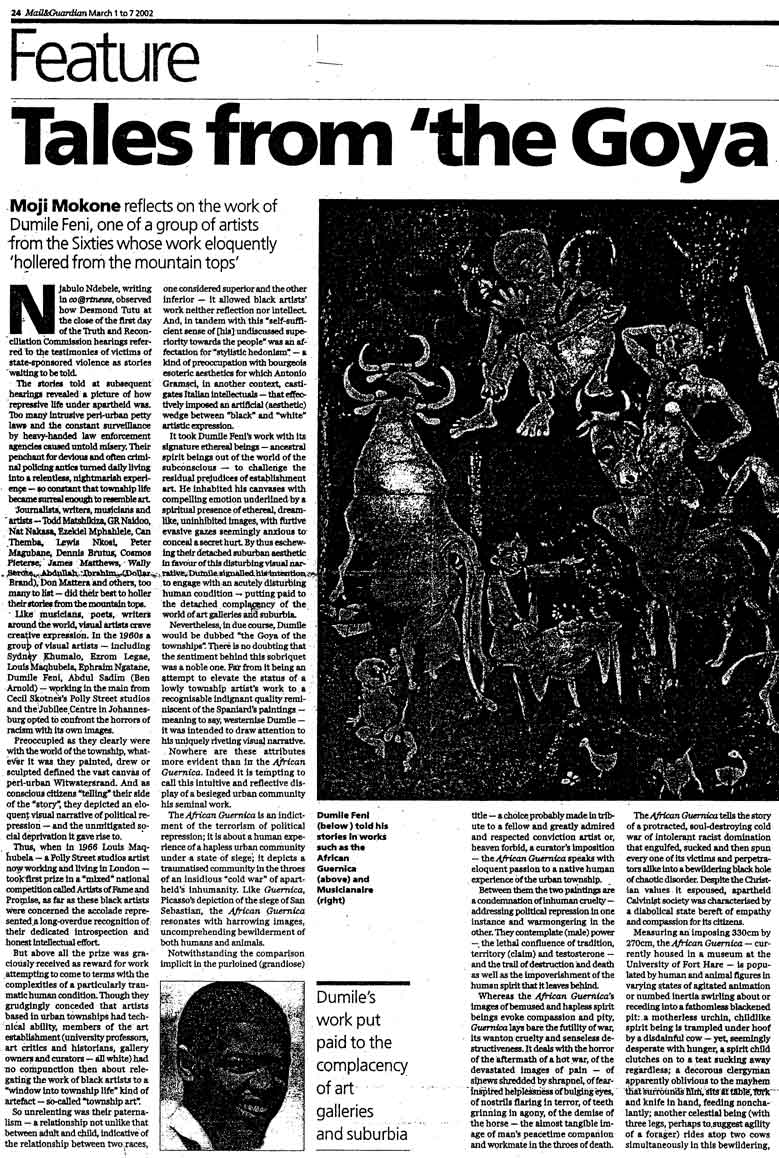 24 Mail&Guardian March 1 to 7 2002
Feature
Tales from 'the Goya
Moji Mokone reflects on the work of
Dumile Feni, one of a group of artists
from the Sixties whose work eloquently
'hollered from the mountain tops'
Njabulo Ndebele, writing
in co@rtnews, observed
how Desmond Tutu at
the close of the first day
of the Truth and Recon-
ciliation Commission hearings refer-
red to the testimonies of victims of
state-sponsored violence as stories
waiting to be told.
The stories told at subsequent
hearings revealed a picture of how
repressive life under apartheid was.
Too many intrusive peri-urban petty
laws and the constant surveillance
by heavy-handed law enforcement
agencies caused untold misery. Their
penchant for devious and often crimi-
nal policing antics turned daily living
into a relentless, nightmarish experi-
ence — so constant that township life
became surreal enough to resemble art.
Journalists, writers, musicians and
artists — Todd Matshikiza, GR Naidoo,
Nat Nakasa, Ezekiel Mphahlele, Can
Themba, Lewis Nkosi, Peter
Magubane, Dennis Brutus, Cosmos
Pieterse, James Matthews, Wally
Serote, Abdullah Ibrahim (Dollar
Brand), Don Mattera and others, too
many to list — did their best to holler
their stories from the mountain tops.
Like musicians, poets, writers
around the world, visual artists crave
creative expression. In the 1960s a
group of visual artists — including
Sydney Khumalo, Ezrom Legae,
Louis Maqhubela, Ephraim Ngatane,
Dumile Feni, Abdul Sadim (Ben
Arnold) — working in the main from
Cecil Skotnes's Polly Street studios
and the Jubilee Centre in Johannes-
burg opted to confront the horrors of
racism with its own images.
Preoccupied as they clearly were
with the world of the township, what-
ever it was they painted, drew or
sculpted defined the vast canvas of
peri-urban Witwatersrand. And as
conscious citizens "telling" their side
of the "story", they depicted an elo-
quent visual narrative of political re-
pression — and the unmitigated so-
cial deprivation it gave rise to.
Thus, when in 1966 Louis Maq-
hubela — a Polly Street studios artist
now working and living in London —
took first prize in a "mixed" national
competition called Artists of Fame and
Promise, as far as these black artists
were concerned the accolade repre-
sented a long-overdue recognition of
their dedicated introspection and
honest intellectual effort.
But above all the prize was gra-
ciously received as reward for work
attempting to come to terms with the
complexities of a particularly trau-
matic human condition. Though they
grudgingly conceded that artists
based in urban townships had tech-
nical ability, members of the art
establishment (university professors,
art critics and historians, gallery
owners and curators — all white) had
no compunction then about rele-
gating the work of black artists to a
"window into township life" kind of
artefact — so-called "township art".
So unrelenting was their paterna-
lism — a relationship not unlike that
between adult and child, indicative of
the relationship between two races,
one considered superior and the other
inferior — it allowed black artists'
work neither reflection nor intellect.
And, in tandem with this "self-suffi-
cient sense of [his] undiscussed supe-
riority towards the people" was an af-
fectation for "stylistic hedonism" — a
kind of preoccupation with bourgeois
esoteric aesthetics for which Antonio
Gramsci, in another context, casti-
gates Italian intellectuals — that effec-
tively imposed an artificial (aesthetic)
wedge between "black" and "white"
artistic expression.
It took Dumile Feni's work with its
signature ethereal beings — ancestral
spirit beings out of the world of the
subconscious — to challenge the
residual prejudices of establishment
art. He inhabited his canvases with
compelling emotion underlined by a
spiritual presence of ethereal, dream-
like, uninhibited images, with furtive
evasive gazes seemingly anxious to
conceal a secret hurt. By thus eschew-
ing their detached suburban aesthetic
in favour of this disturbing visual nar-
rative, Dumile signalled his intention
to engage with an acutely disturbing
human condition — putting paid to
the detached complacency of the
world of art galleries and suburbia.
Nevertheless, in due course, Dumile
would be dubbed "the Goya of the
townships". There is no doubting that
the sentiment behind this sobriquet
was a noble one. Far from it being an
attempt to elevate the status of a
lowly township artist's work to a
recognisable indignant quality remi-
niscent of the Spaniard's paintings —
meaning to say, westernise Dumile —
it was intended to draw attention to
his uniquely riveting visual narrative.
Nowhere are these attributes
more evident than in the African
Guernica. Indeed it is tempting to
call this intuitive and reflective dis-
play of a besieged urban community
his seminal work.
The African Guernica is an indict-
ment of the terrorism of political
repression; it is about a human expe-
rience of a hapless urban community
under a state of siege; it depicts a
traumatised community in the throes
of an insidious "cold war" of apart-
heid's inhumanity. Like Guernica,
Picasso's depiction of the siege of San
Sebastian, the African Guernica
resonates with harrowing images,
uncomprehending bewilderment of
both humans and animals.
Notwithstanding the comparison
implicit in the purloined (grandiose)
Dumile Feni
(below) told his
stories in works
such as the
African
Guernica
(above) and
Musicianaire
(right)
Dumile's
work put
paid to the
complacency
of art
galleries
and suburbia
title — a choice probably made in trib-
ute to a fellow and greatly admired
and respected conviction artist or,
heaven forbid, a curator's imposition
— the African Guernica speaks with
eloquent passion to a native human
experience of the urban township.
Between them the two paintings are
a condemnation of inhuman cruelty —
addressing political repression in one
instance and warmongering in the
other. They contemplate (male) power
— the lethal confluence of tradition,
territory (claim) and testosterone —
and the trail of destruction and death
as well as the impoverishment of the
human spirit that it leaves behind.
Whereas the African Guernica's
images of bemused and hapless spirit
beings evoke compassion and pity,
Guernica lays bare the futility of war,
its wanton cruelty and senseless de-
structiveness. It deals with the horror
of the aftermath of a hot war, of the
devastated images of pain — of
sinews shredded by shrapnel, of fear-
inspired helplessness of bulging eyes,
of nostrils flaring in terror, of teeth
grinning in agony, of the demise of
the horse — the almost tangible im-
age of man's peacetime companion
and workmate in the throes of death.
The African Guernica tells the story
of a protracted, soul-destroying cold
war of intolerant racist domination
that engulfed, sucked and then spun
every one of its victims and perpetra-
tors alike into a bewildering black hole
of chaotic disorder. Despite the Christ-
ian values it espoused, apartheid
Calvinist society was characterised by
a diabolical state bereft of empathy
and compassion for its citizens.
Measuring an imposing 330cm by
270cm, the African Guernica — cur-
rently housed in a museum at the
University of Fort Hare — is popu-
lated by human and animal figures in
varying states of agitated animation
or numbed inertia swirling about or
receding into a fathomless blackened
pit: a motherless urchin, childlike
spirit being is trampled under hoof
by a disdainful cow — yet, seemingly
desperate with hunger, a spirit child
clutches on to a teat sucking away
regardless; a decorous clergyman
apparently oblivious to the mayhem
that surrounds him, sits at table, fork
and knife in hand, feeding noncha-
lantly; another celestial being (with
three legs, perhaps to suggest agility
of a forager) rides atop two cows
simultaneously in this bewildering,